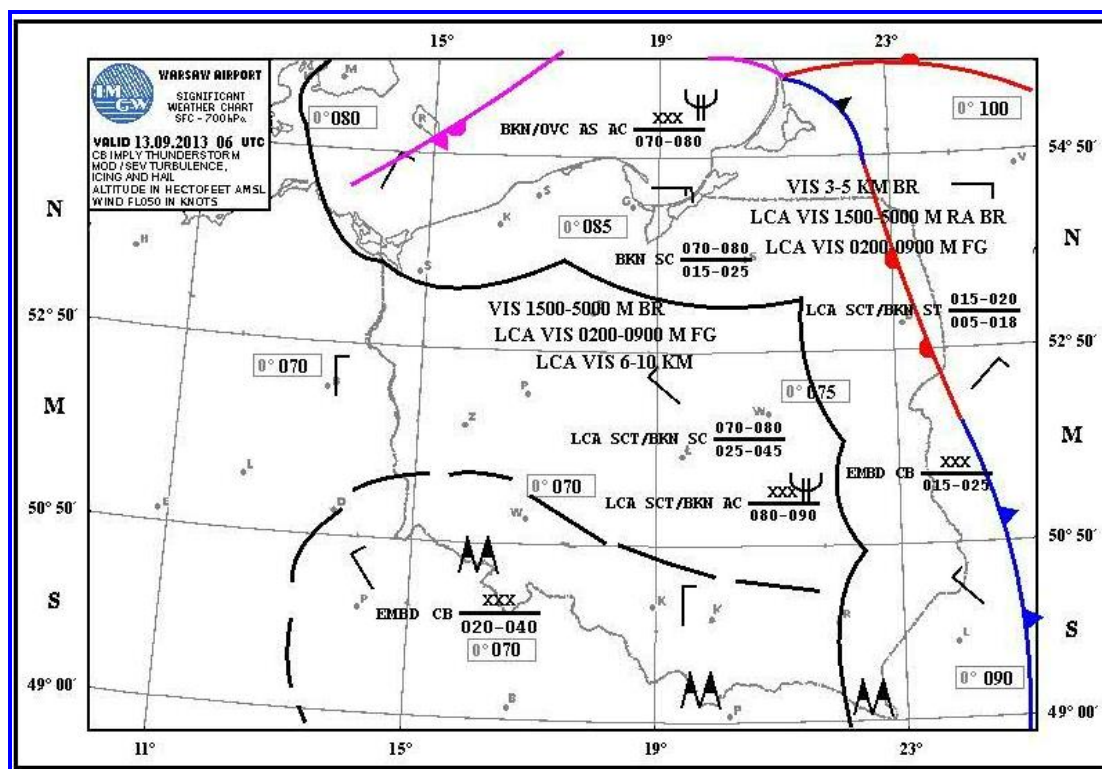 15°
19°
23°
IMGW
WARSAW AIRPORT
SIGNIFICANT
WEATHER CHART
SFC - 700hPa.
VALID 13.09.2013 06 UTC
CB IMPLY THUNDERSTORM
MOD/SEV TURBULENCE,
ICING AND HAIL
ALTITUDE IN HECTOFEET AMSL
WIND FL050 IN KNOTS
M
0° 080
R
XXX
BKN/OVC AS AC
070-080
0° 100
54° 50'
54° 50'
V
VIS 3-5 KM BR
N
N
S
K
G
LCA VIS 1500-5000 M RA BR
0° 085
H
LCA VIS 0200-0900 M FG
070-080
BKN SC
015-025
S
S
VIS 1500-5000 M BR
015-020
LCA SCT/BKN ST
005-018
52° 50'
52° 50'
LCA VIS 0200-0900 M FG
LCA VIS 6-10 KM
0° 070
P
0° 075
M
M
W
Z
070-080
LCA SCT/BKN SC
025-045
L
Ł
XXX
EMBD CB
015-025
0° 070
XXX
LCA SCT/BKN AC
080-090
E
D
W
50° 50'
50° 50'
S
S
P
XXX
EMBD CB
020-040
K
K
R
L
0° 070
0° 090
49° 00'
49° 00'
B
P
11°
15°
19°
23°